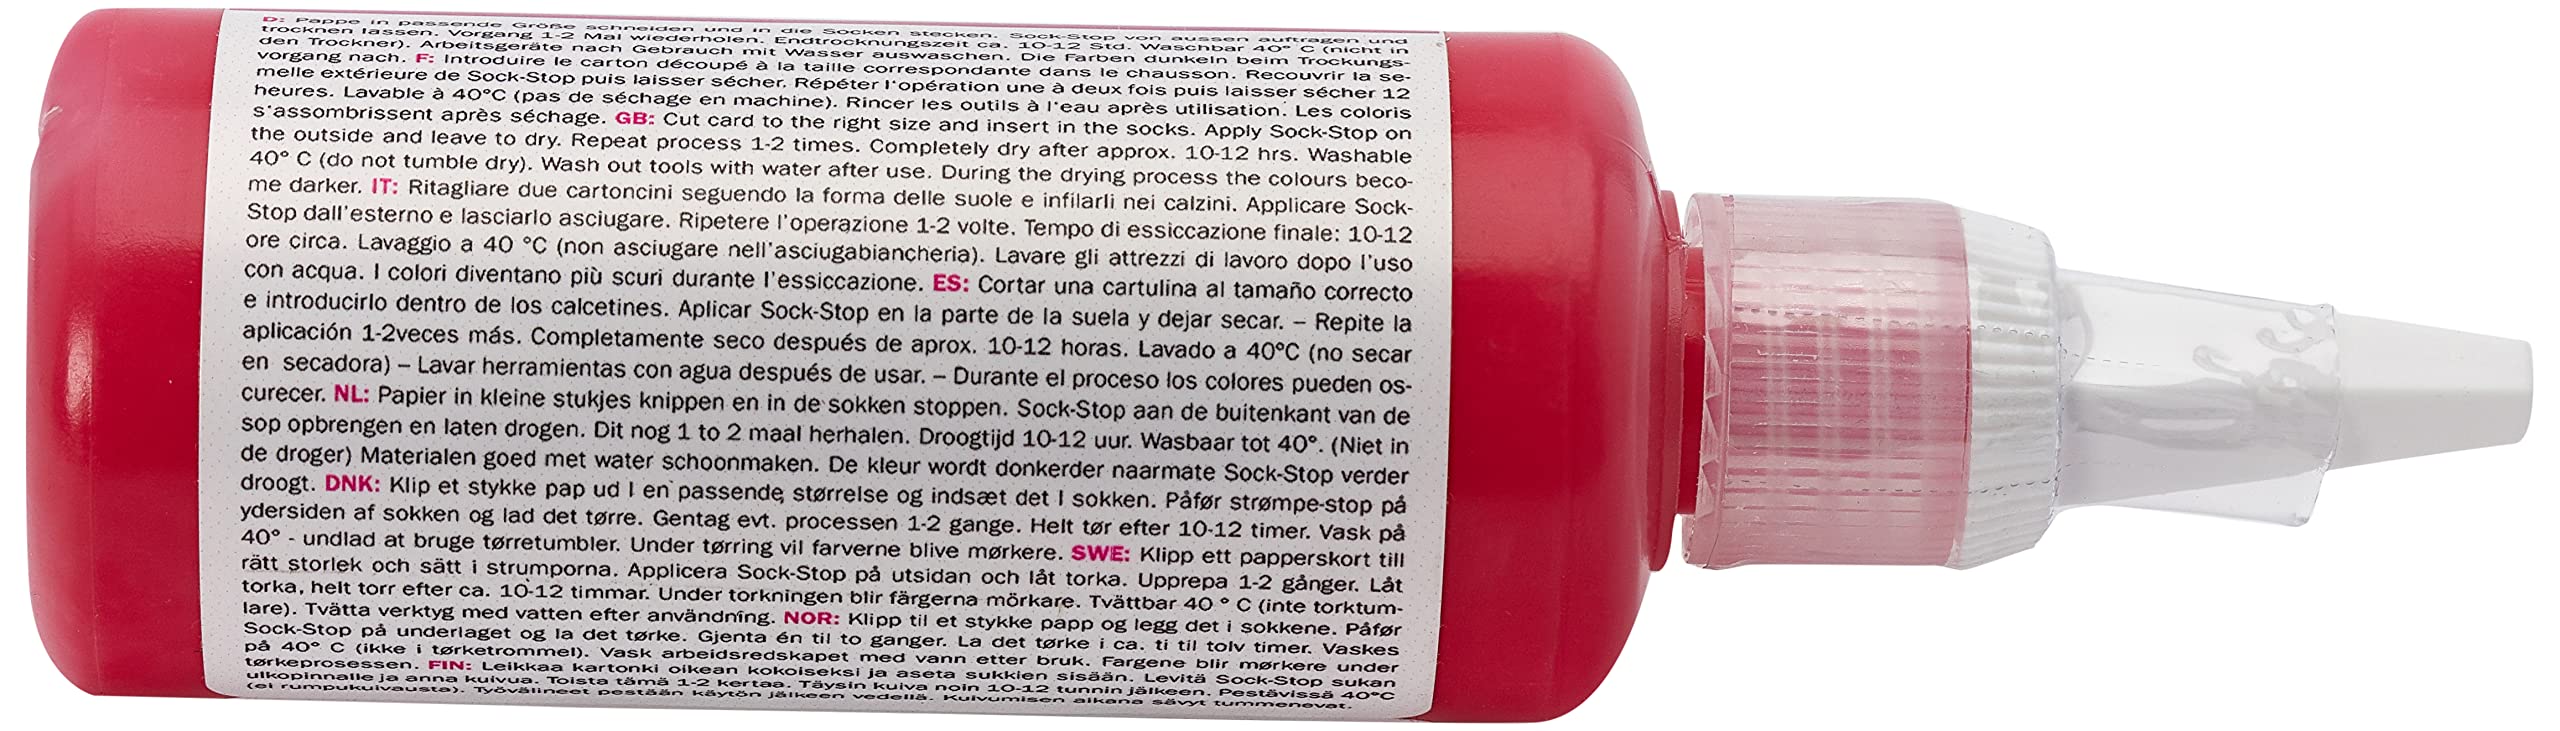 D: Pappe in passende Größe schneiden und in die Socken stecken. Sock-Stop von aussen auftragen und
trocknen lassen. Vorgang 1-2 Mal wiederholen. Endtrocknungszeit ca. 10-12 Std. Waschbar 40° C (nicht in
den Trockner). Arbeitsgeräte nach Gebrauch mit Wasser auswaschen. Die Farben dunkeln beim Trockungs-
vorgang nach. F: Introduire le carton découpé à la taille correspondante dans le chausson. Recouvrir la se-
melle extérieure de Sock-Stop puis laisser sécher. Répéter l'opération une à deux fois puis laisser sécher 12
heures. Lavable à 40°C (pas de séchage en machine). Rincer les outils à l'eau après utilisation. Les coloris
s'assombrissent après séchage. GB: Cut card to the right size and insert in the socks. Apply Sock-Stop on
the outside and leave to dry. Repeat process 1-2 times. Completely dry after approx. 10-12 hrs. Washable
40° C (do not tumble dry). Wash out tools with water after use. During the drying process the colours beco-
me darker. IT: Ritagliare due cartoncini seguendo la forma delle suole e infilarli nei calzini. Applicare Sock-
Stop dall'esterno e lasciarlo asciugare. Ripetere l'operazione 1-2 volte. Tempo di essiccazione finale: 10-12
ore circa. Lavaggio a 40 °C (non asciugare nell'asciugabiancheria). Lavare gli attrezzi di lavoro dopo l'uso
con acqua. I colori diventano più scuri durante l'essiccazione. ES: Cortar una cartulina al tamaño correcto
e introducirlo dentro de los calcetines. Aplicar Sock-Stop en la parte de la suela y dejar secar. – Repite la
aplicación 1-2veces más. Completamente seco después de aprox. 10-12 horas. Lavado a 40°C (no secar
en secadora) – Lavar herramientas con agua después de usar. – Durante el proceso los colores pueden os-
curecer. NL: Papier in kleine stukjes knippen en in de sokken stoppen. Sock-Stop aan de buitenkant van de
sop opbrengen en laten drogen. Dit nog 1 to 2 maal herhalen. Droogtijd 10-12 uur. Wasbaar tot 40°. (Niet in
de droger) Materialen goed met water schoonmaken. De kleur wordt donkerder naarmate Sock-Stop verder
droogt. DNK: Klip et stykke pap ud I en passende størrelse og indsæt det I sokken. Påfør strømpe-stop på
ydersiden af sokken og lad det tørre. Gentag evt. processen 1-2 gange. Helt tør efter 10-12 timer. Vask på
40° - undlad at bruge tørretumbler. Under tørring vil farverne blive mørkere. SWE: Klipp ett papperskort till
rätt storlek och sätt i strumporna. Applicera Sock-Stop på utsidan och låt torka. Upprepa 1-2 gånger. Låt
torka, helt torr efter ca. 10-12 timmar. Under torkningen blir färgerna mörkare. Tvättbar 40 ° C (inte torktum-
lare). Tvätta verktyg med vatten efter användning. NOR: Klipp til et stykke papp og legg det i sokkene. Påfør
Sock-Stop på underlaget og la det tørke. Gjenta én til to ganger. La det tørke i ca. ti til tolv timer. Vaskes
på 40° C (ikke i tørketrommel). Vask arbeidsredskapet med vann etter bruk. Fargene blir mørkere under
tørkeprosessen. FIN: Leikkaa kartonki oikean kokoiseksi ja aseta sukkien sisään. Levitä Sock-Stop sukan
ulkopinnalle ja anna kuivua. Toista tämä 1-2 kertaa. Täysin kuiva noin 10-12 tunnin jälkeen. Pestävissä 40°C
(ei rumpukuivausta). Työvälineet pestään käytön jälkeen vedellä. Kuivumisen aikana sävyt tummenevat.